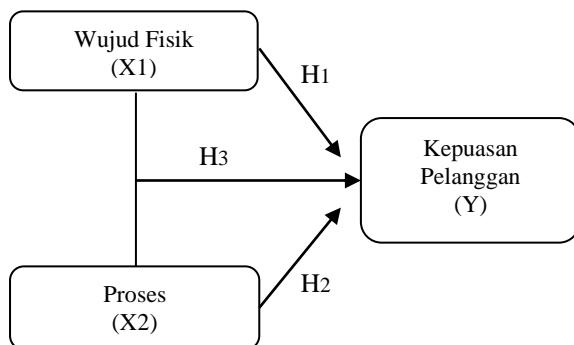 Wujud Fisik
(X1)
H1
H3
Kepuasan
Pelanggan
(Y)
H2
Proses
(X2)